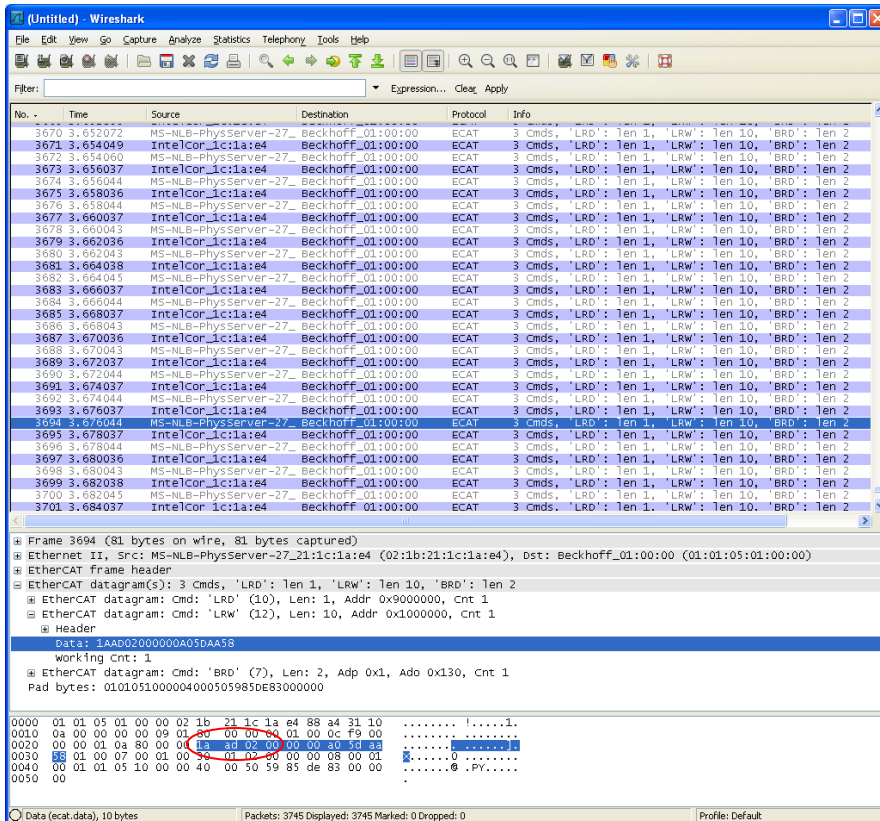 (Untitled) - Wireshark
File Edit View Go Capture Analyze Statistics Telephony Tools Help
Filter: Expression... Clear Apply
No. . Time Source Destination Protocol Info
3670 3.652072 MS-NLB-PhysServer-27_ Beckhoff_01:00:00 ECAT 3 Cmds, 'LRD': len 1, 'LRW': len 10, 'BRD': len 2
3671 3.654049 IntelCor_1c:1a:e4 Beckhoff_01:00:00 ECAT 3 Cmds, 'LRD': len 1, 'LRW': len 10, 'BRD': len 2
3672 3.654060 MS-NLB-PhysServer-27_ Beckhoff_01:00:00 ECAT 3 Cmds, 'LRD': len 1, 'LRW': len 10, 'BRD': len 2
3673 3.656037 IntelCor_1c:1a:e4 Beckhoff_01:00:00 ECAT 3 Cmds, 'LRD': len 1, 'LRW': len 10, 'BRD': len 2
3674 3.656044 MS-NLB-PhysServer-27_ Beckhoff_01:00:00 ECAT 3 Cmds, 'LRD': len 1, 'LRW': len 10, 'BRD': len 2
3675 3.658036 IntelCor_1c:1a:e4 Beckhoff_01:00:00 ECAT 3 Cmds, 'LRD': len 1, 'LRW': len 10, 'BRD': len 2
3676 3.658044 MS-NLB-PhysServer-27_ Beckhoff_01:00:00 ECAT 3 Cmds, 'LRD': len 1, 'LRW': len 10, 'BRD': len 2
3677 3.660037 IntelCor_1c:1a:e4 Beckhoff_01:00:00 ECAT 3 Cmds, 'LRD': len 1, 'LRW': len 10, 'BRD': len 2
3678 3.660043 MS-NLB-PhysServer-27_ Beckhoff_01:00:00 ECAT 3 Cmds, 'LRD': len 1, 'LRW': len 10, 'BRD': len 2
3679 3.662036 IntelCor_1c:1a:e4 Beckhoff_01:00:00 ECAT 3 Cmds, 'LRD': len 1, 'LRW': len 10, 'BRD': len 2
3680 3.662043 MS-NLB-PhysServer-27_ Beckhoff_01:00:00 ECAT 3 Cmds, 'LRD': len 1, 'LRW': len 10, 'BRD': len 2
3681 3.664038 IntelCor_1c:1a:e4 Beckhoff_01:00:00 ECAT 3 Cmds, 'LRD': len 1, 'LRW': len 10, 'BRD': len 2
3682 3.664045 MS-NLB-PhysServer-27_ Beckhoff_01:00:00 ECAT 3 Cmds, 'LRD': len 1, 'LRW': len 10, 'BRD': len 2
3683 3.666037 IntelCor_1c:1a:e4 Beckhoff_01:00:00 ECAT 3 Cmds, 'LRD': len 1, 'LRW': len 10, 'BRD': len 2
3684 3.666044 MS-NLB-PhysServer-27_ Beckhoff_01:00:00 ECAT 3 Cmds, 'LRD': len 1, 'LRW': len 10, 'BRD': len 2
3685 3.668037 IntelCor_1c:1a:e4 Beckhoff_01:00:00 ECAT 3 Cmds, 'LRD': len 1, 'LRW': len 10, 'BRD': len 2
3686 3.668043 MS-NLB-PhysServer-27_ Beckhoff_01:00:00 ECAT 3 Cmds, 'LRD': len 1, 'LRW': len 10, 'BRD': len 2
3687 3.670036 IntelCor_1c:1a:e4 Beckhoff_01:00:00 ECAT 3 Cmds, 'LRD': len 1, 'LRW': len 10, 'BRD': len 2
3688 3.670043 MS-NLB-PhysServer-27_ Beckhoff_01:00:00 ECAT 3 Cmds, 'LRD': len 1, 'LRW': len 10, 'BRD': len 2
3689 3.672037 IntelCor_1c:1a:e4 Beckhoff_01:00:00 ECAT 3 Cmds, 'LRD': len 1, 'LRW': len 10, 'BRD': len 2
3690 3.672044 MS-NLB-PhysServer-27_ Beckhoff_01:00:00 ECAT 3 Cmds, 'LRD': len 1, 'LRW': len 10, 'BRD': len 2
3691 3.674037 IntelCor_1c:1a:e4 Beckhoff_01:00:00 ECAT 3 Cmds, 'LRD': len 1, 'LRW': len 10, 'BRD': len 2
3692 3.674044 MS-NLB-PhysServer-27_ Beckhoff_01:00:00 ECAT 3 Cmds, 'LRD': len 1, 'LRW': len 10, 'BRD': len 2
3693 3.676037 IntelCor_1c:1a:e4 Beckhoff_01:00:00 ECAT 3 Cmds, 'LRD': len 1, 'LRW': len 10, 'BRD': len 2
3694 3.676044 MS-NLB-PhysServer-27_ Beckhoff_01:00:00 ECAT 3 Cmds, 'LRD': len 1, 'LRW': len 10, 'BRD': len 2
3695 3.678037 IntelCor_1c:1a:e4 Beckhoff_01:00:00 ECAT 3 Cmds, 'LRD': len 1, 'LRW': len 10, 'BRD': len 2
3696 3.678044 MS-NLB-PhysServer-27_ Beckhoff_01:00:00 ECAT 3 Cmds, 'LRD': len 1, 'LRW': len 10, 'BRD': len 2
3697 3.680036 IntelCor_1c:1a:e4 Beckhoff_01:00:00 ECAT 3 Cmds, 'LRD': len 1, 'LRW': len 10, 'BRD': len 2
3698 3.680043 MS-NLB-PhysServer-27_ Beckhoff_01:00:00 ECAT 3 Cmds, 'LRD': len 1, 'LRW': len 10, 'BRD': len 2
3699 3.682038 IntelCor_1c:1a:e4 Beckhoff_01:00:00 ECAT 3 Cmds, 'LRD': len 1, 'LRW': len 10, 'BRD': len 2
3700 3.682045 MS-NLB-PhysServer-27_ Beckhoff_01:00:00 ECAT 3 Cmds, 'LRD': len 1, 'LRW': len 10, 'BRD': len 2
3701 3.684037 IntelCor_1c:1a:e4 Beckhoff_01:00:00 ECAT 3 Cmds, 'LRD': len 1, 'LRW': len 10, 'BRD': len 2
Frame 3694 (81 bytes on wire, 81 bytes captured)
Ethernet II, Src: MS-NLB-PhysServer-27_21:1c:1a:e4 (02:1b:21:1c:1a:e4), Dst: Beckhoff_01:00:00 (01:01:05:01:00:00)
EtherCAT frame header
EtherCAT datagram(s): 3 Cmds, 'LRD': len 1, 'LRW': len 10, 'BRD': len 2
EtherCAT datagram: Cmd: 'LRD' (10), Len: 1, Addr 0x9000000, Cnt 1
EtherCAT datagram: Cmd: 'LRW' (12), Len: 10, Addr 0x1000000, Cnt 1
Header
Data: 1AAD02000000A05DAA58
Working Cnt: 1
EtherCAT datagram: Cmd: 'BRD' (7), Len: 2, Adp 0x1, Ado 0x130, Cnt 1
Pad bytes: 0101051000004000505985DE83000000
0000 01 01 05 01 00 00 02 1b 21 1c 1a e4 88 a4 31 10 ........ !.....1.
0010 0a 00 00 00 00 09 01 80 00 00 00 01 00 0c f9 00 ........ ........
0020 00 00 01 0a 80 00 00 1a ad 02 00 00 00 a0 5d aa ........ ......].
0030 58 01 00 07 00 01 00 30 01 02 00 00 00 08 00 01 X......0 ........
0040 00 01 01 05 10 00 00 40 00 50 59 85 de 83 00 00 .......@ .PY.....
0050 00 .
Data (ecat.data), 10 bytes Packets: 3745 Displayed: 3745 Marked: 0 Dropped: 0 Profile: Default